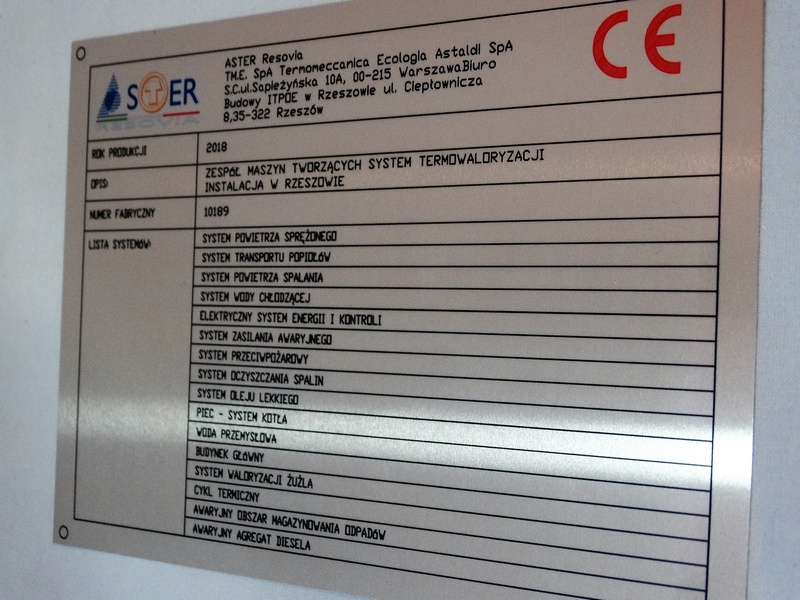 ASTER
RESOVIA
ASTER Resovia
TM.E. SpA Termomeccanica Ecologia Astaldi SpA
S.C.ul.Sapieżyńska 10A, 00-215 WarszawaBiuro
Budowy ITPOE w Rzeszowie ul. Ciepłownicza
8,35-322 Rzeszów
CE
ROK PRODUKCJI 2018
OPIS: ZESPÓŁ MASZYN TWORZĄCYCH SYSTEM TERMOWALORYZACJI
INSTALACJA W RZESZOWIE
NUMER FABRYCZNY 10189
LISTA SYSTEMÓW: SYSTEM POWIETRZA SPRĘŻONEGO
SYSTEM TRANSPORTU POPIOŁÓW
SYSTEM POWIETRZA SPALANIA
SYSTEM WODY CHŁODZĄCEJ
ELEKTRYCZNY SYSTEM ENERGII I KONTROLI
SYSTEM ZASILANIA AWARYJNEGO
SYSTEM PRZECIWPOŻAROWY
SYSTEM OCZYSZCZANIA SPALIN
SYSTEM OLEJU LEKKIEGO
PIEC - SYSTEM KOTŁA
WODA PRZEMYSŁOWA
BUDYNEK GŁÓWNY
SYSTEM WALORYZACJI ŻUŻLA
CYKL TERMICZNY
AWARYJNY OBSZAR MAGAZYNOWANIA ODPADÓW
AWARYJNY AGREGAT DIESELA